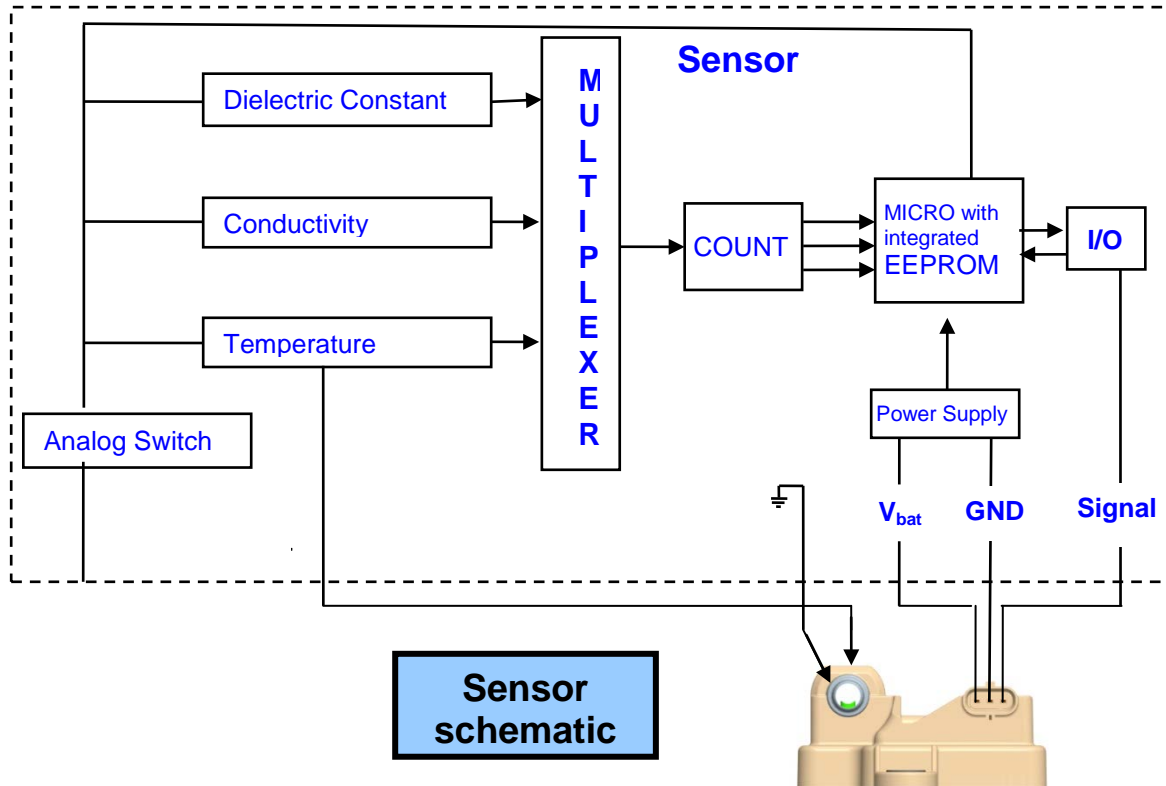 Sensor
Dielectric Constant
Conductivity
Temperature
Analog Switch
M
U
L
T
I
P
L
E
X
E
R
COUNT
MICRO with
integrated
EEPROM
I/O
Power Supply
Vbat
GND
Signal
Sensor
schematic